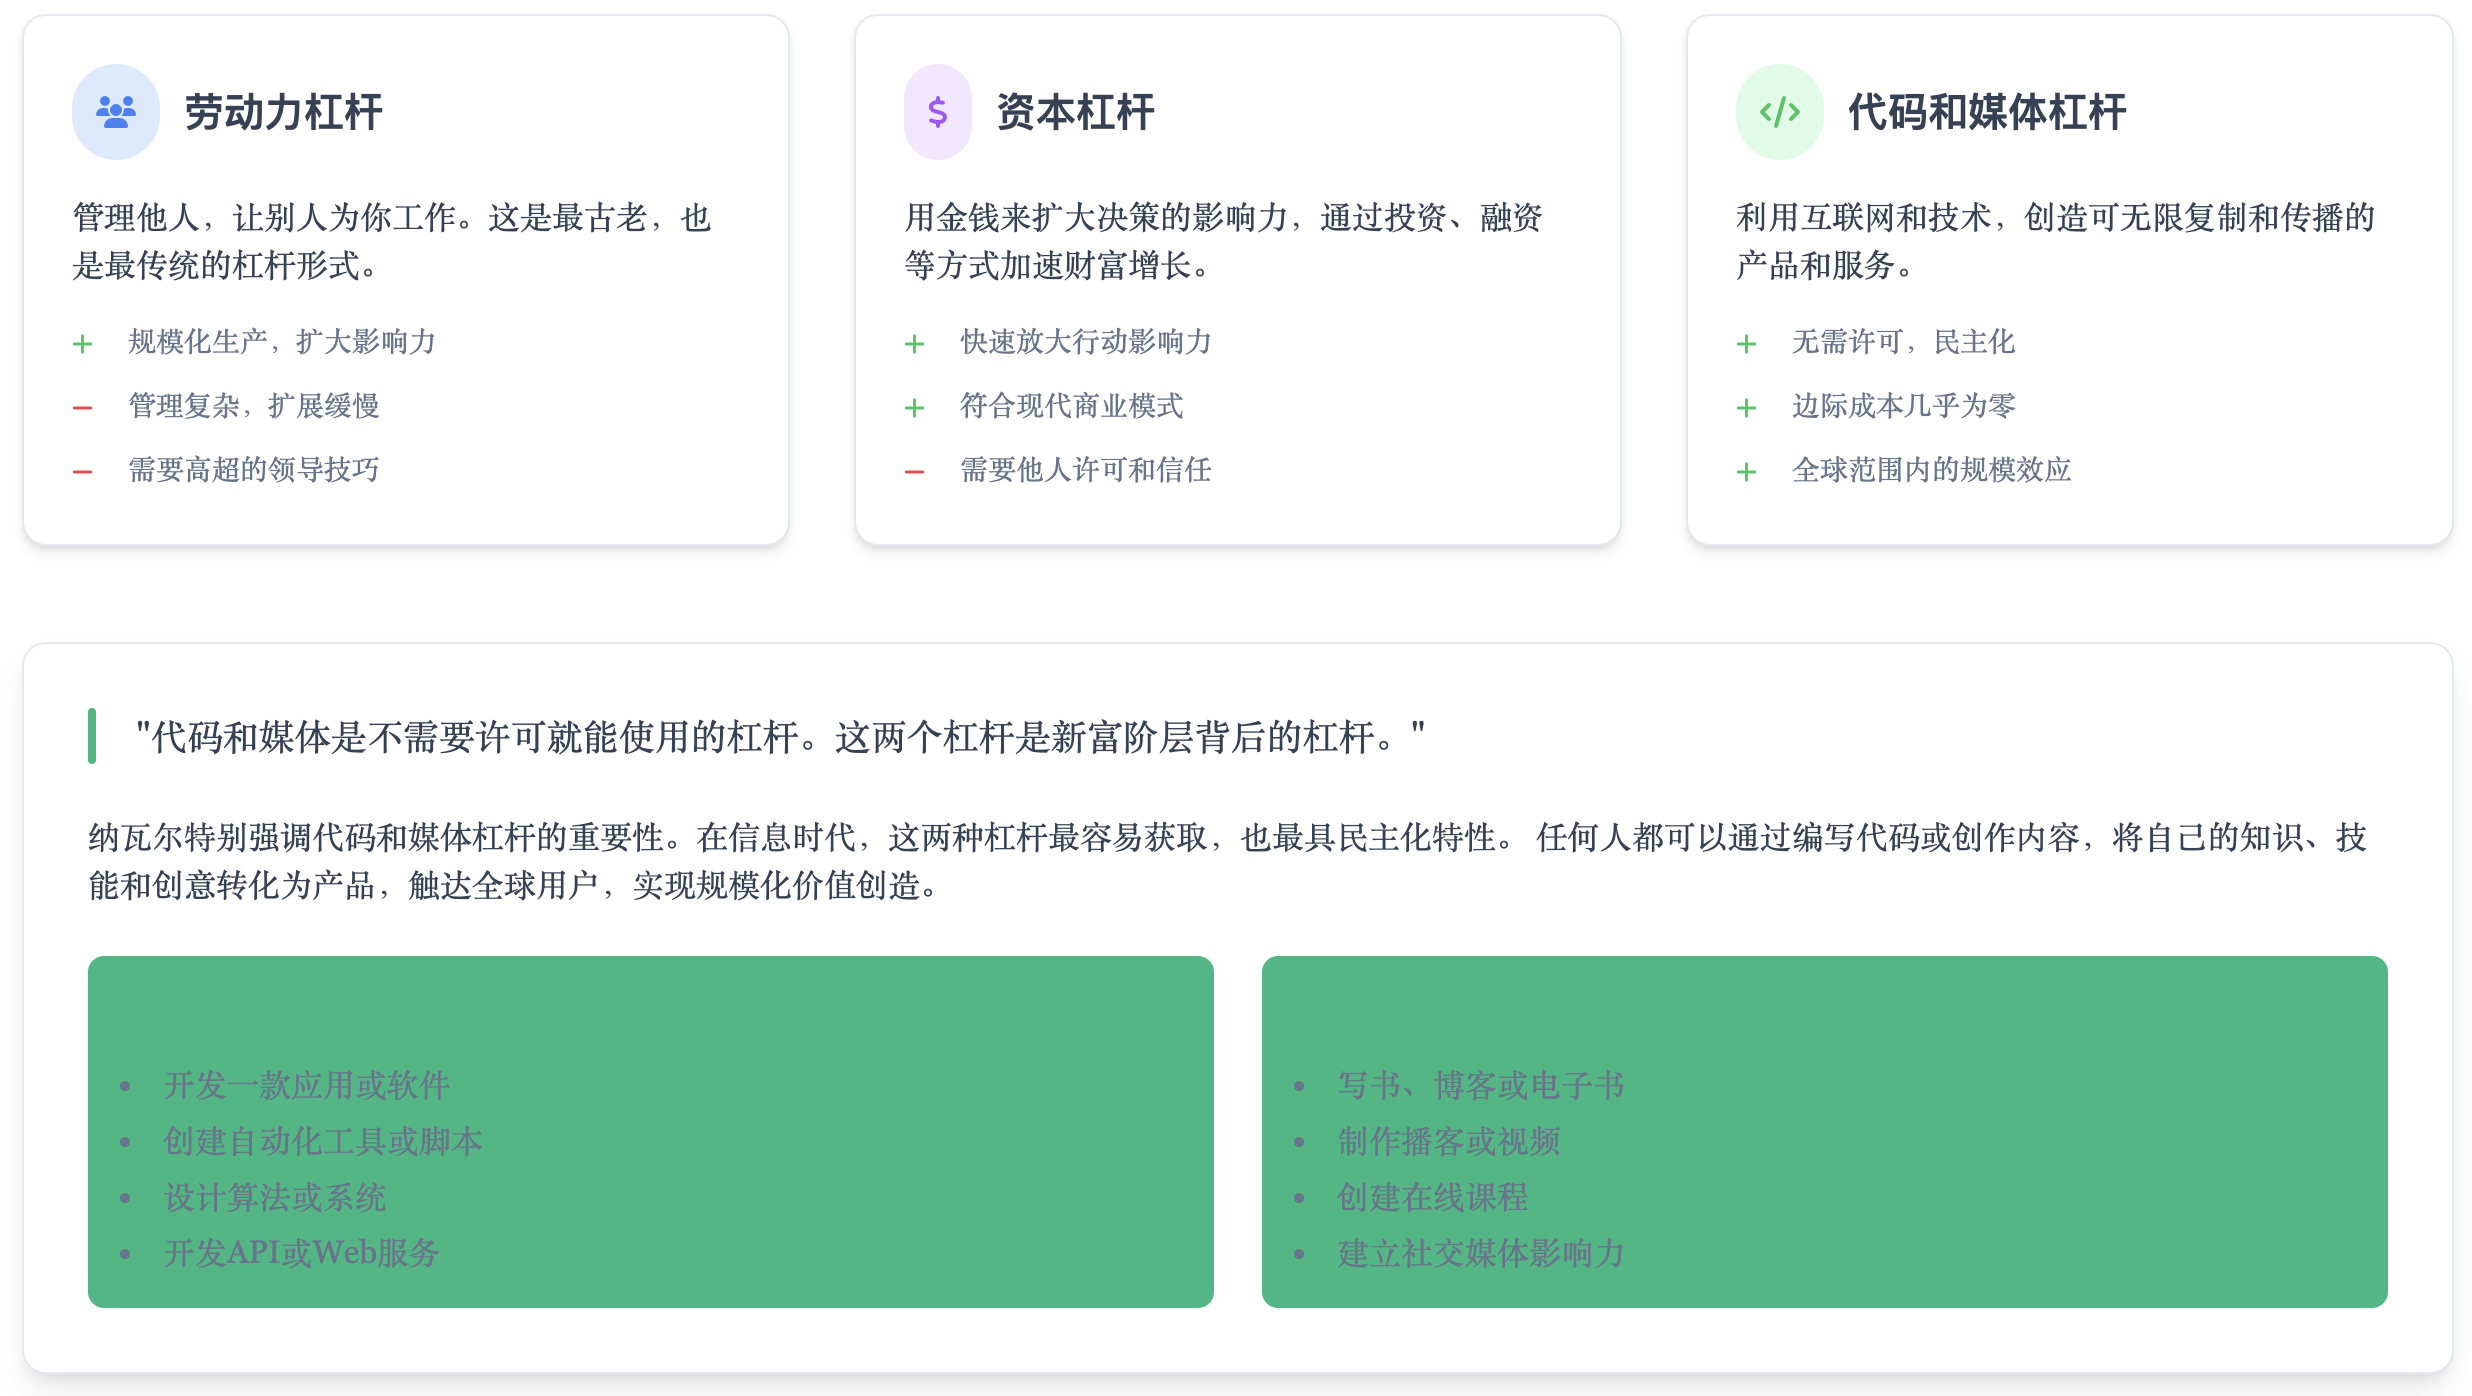 劳动力杠杆
管理他人，让别人为你工作。这是最古老，也
是最传统的杠杆形式。
+ 规模化生产，扩大影响力
− 管理复杂，扩展缓慢
− 需要高超的领导技巧
$ 资本杠杆
用金钱来扩大决策的影响力，通过投资、融资
等方式加速财富增长。
+ 快速放大行动影响力
+ 符合现代商业模式
− 需要他人许可和信任
</> 代码和媒体杠杆
利用互联网和技术，创造可无限复制和传播的
产品和服务。
+ 无需许可，民主化
+ 边际成本几乎为零
+ 全球范围内的规模效应
"代码和媒体是不需要许可就能使用的杠杆。这两个杠杆是新富阶层背后的杠杆。"
纳瓦尔特别强调代码和媒体杠杆的重要性。在信息时代，这两种杠杆最容易获取，也最具民主化特性。 任何人都可以通过编写代码或创作内容，将自己的知识、技
能和创意转化为产品，触达全球用户，实现规模化价值创造。
• 开发一款应用或软件
• 创建自动化工具或脚本
• 设计算法或系统
• 开发API或Web服务
• 写书、博客或电子书
• 制作播客或视频
• 创建在线课程
• 建立社交媒体影响力